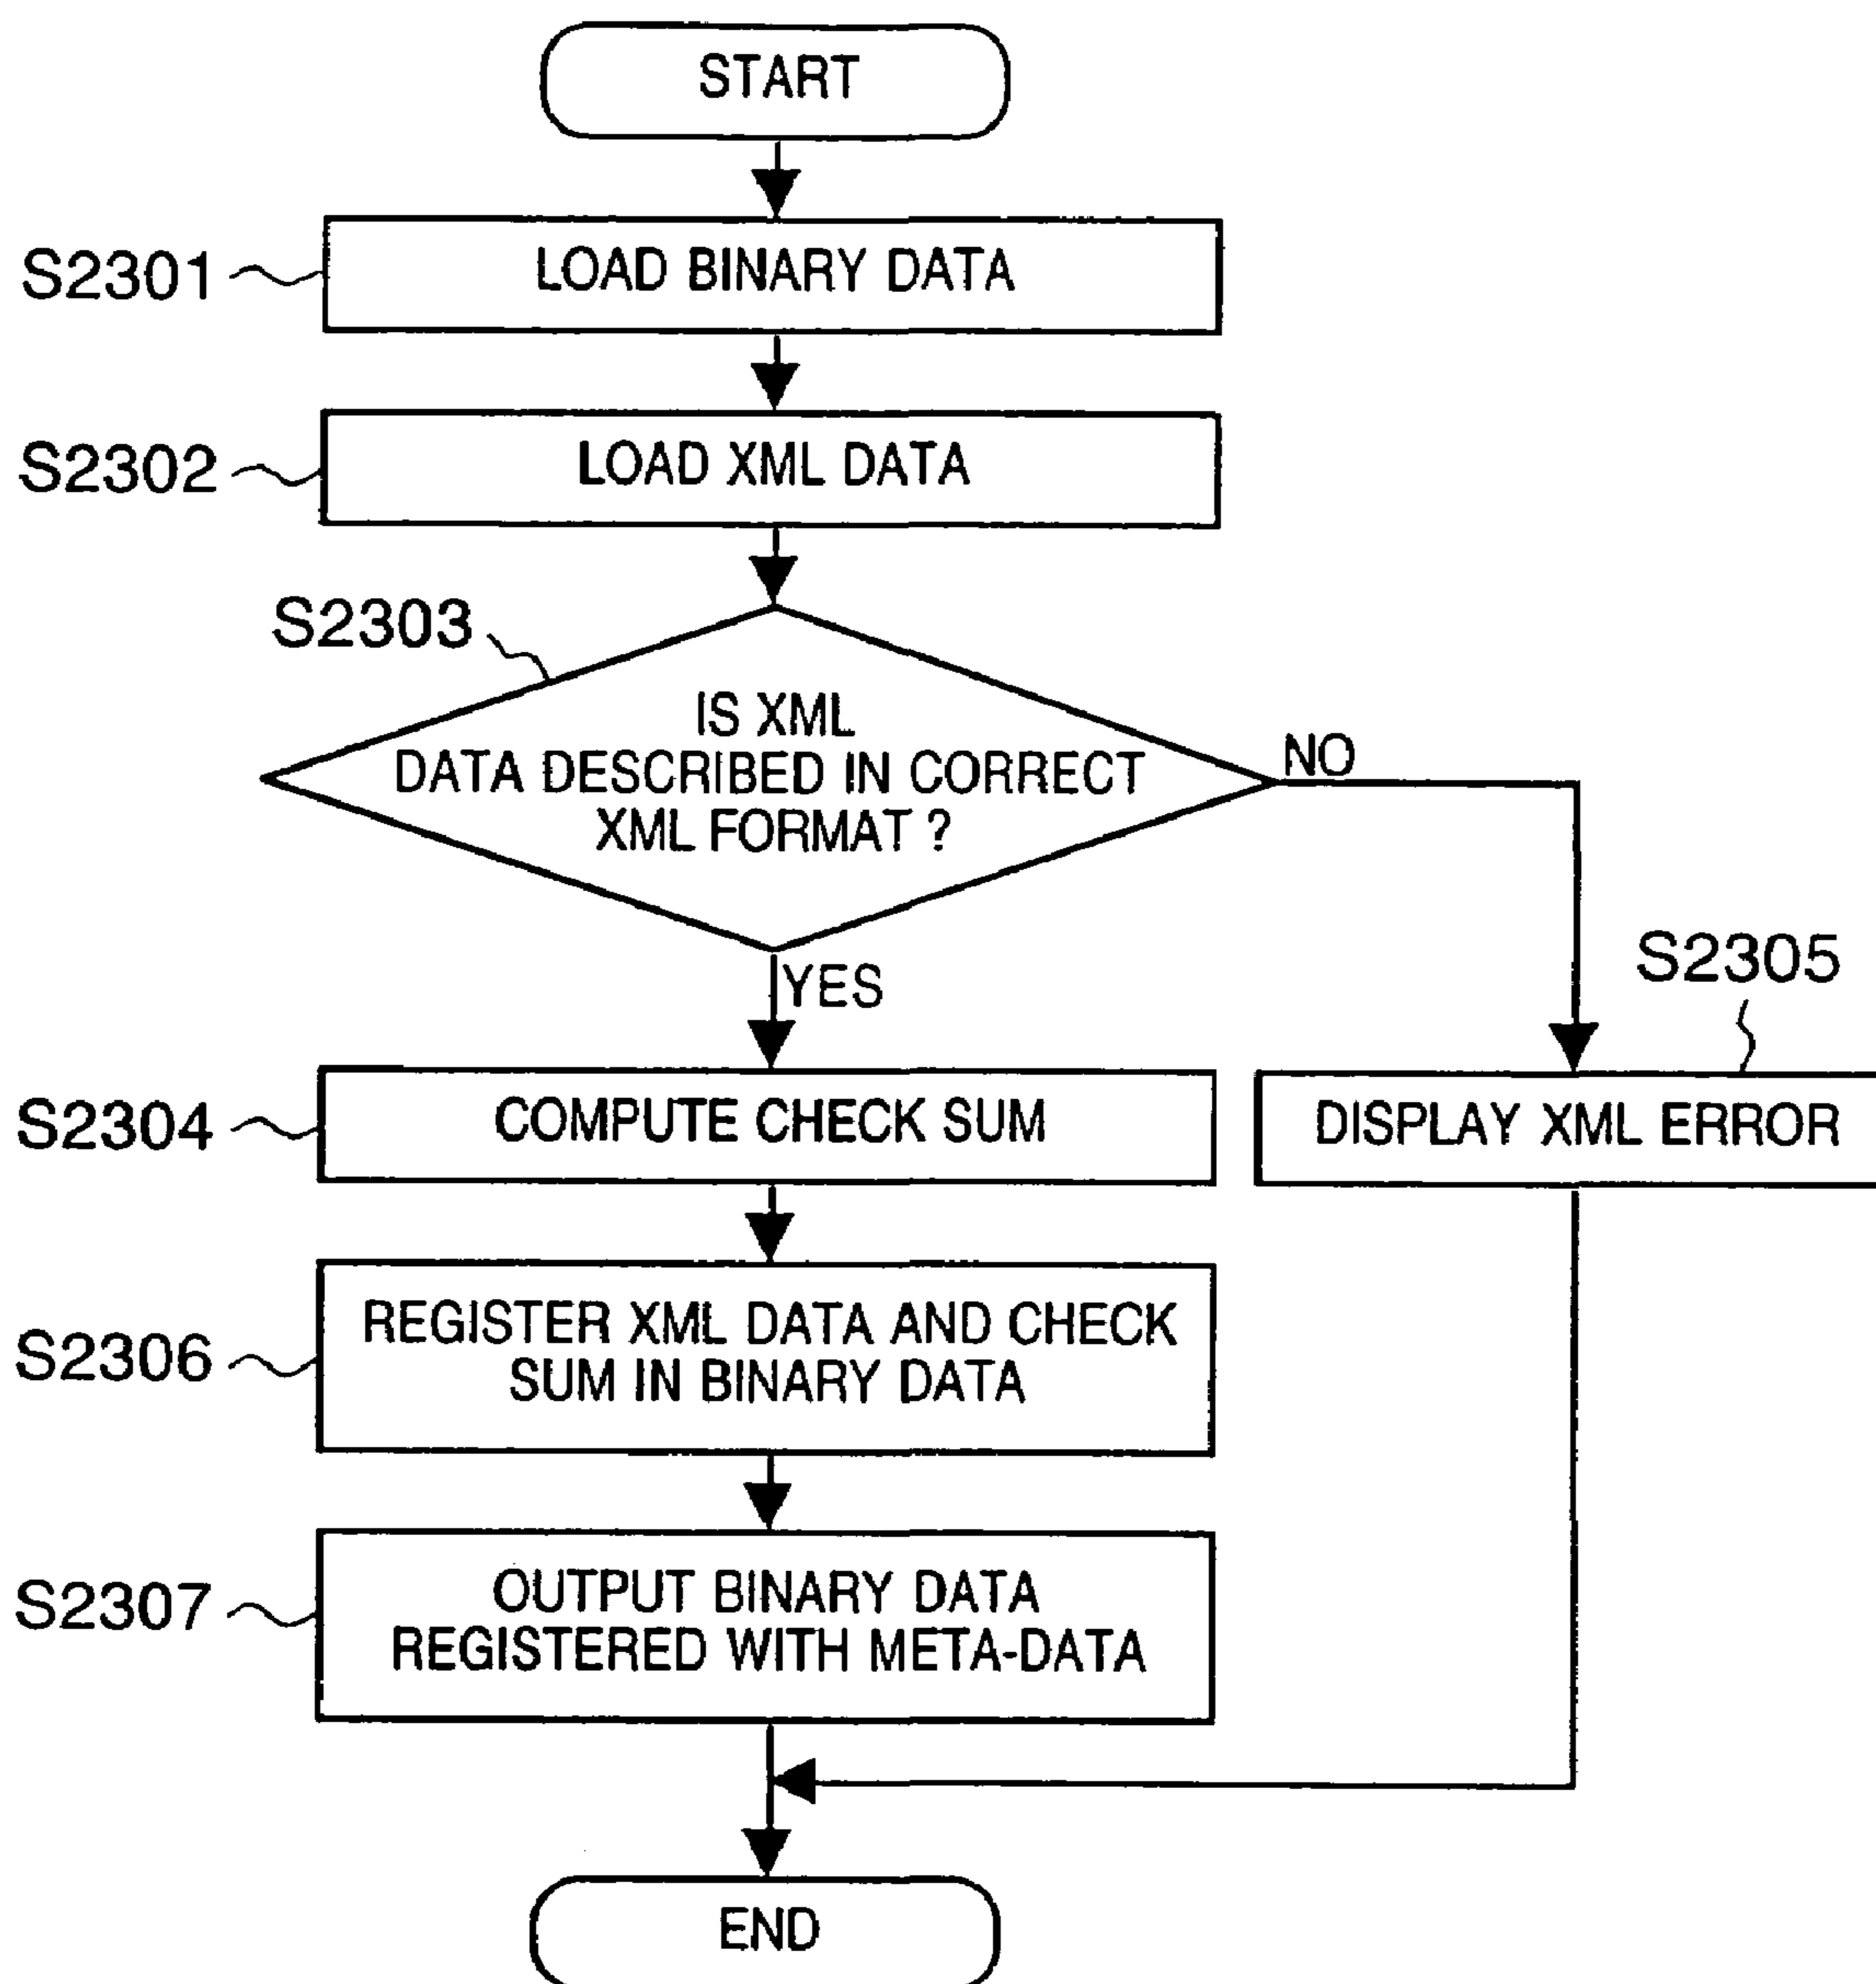 START
S2301
LOAD BINARY DATA
S2302
LOAD XML DATA
S2303
IS XML
DATA DESCRIBED IN CORRECT
XML FORMAT ?
NO
YES
S2305
S2304
COMPUTE CHECK SUM
DISPLAY XML ERROR
S2306
REGISTER XML DATA AND CHECK
SUM IN BINARY DATA
S2307
OUTPUT BINARY DATA
REGISTERED WITH META-DATA
END